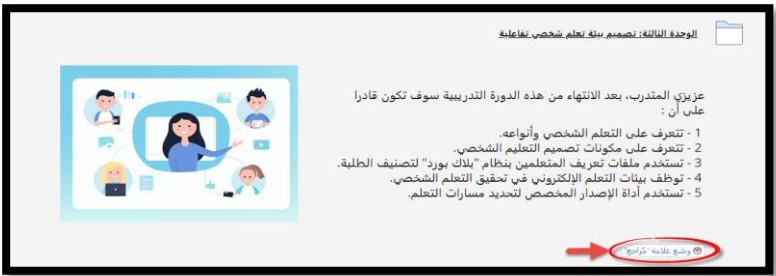 الوحدة الثالثة: تصميم بيئة تعلم شخصي تفاعلية
عزيزي المتدرب، بعد الانتهاء من هذه الدورة التدريبية سوف تكون قادرا
على أن :
1 - تتعرف على التعلم الشخصي وأنواعه.
2 - تتعرف على مكونات تصميم التعليم الشخصي.
3 - تستخدم ملفات تعريف المتعلمين بنظام "بلاك بورد" لتصنيف الطلبة.
4 - توظف بيئات التعلم الإلكتروني في تحقيق التعلم الشخصي.
5 - تستخدم أداة الإصدار المخصص لتحديد مسارات التعلم.
وضع علامة "مُراجع"